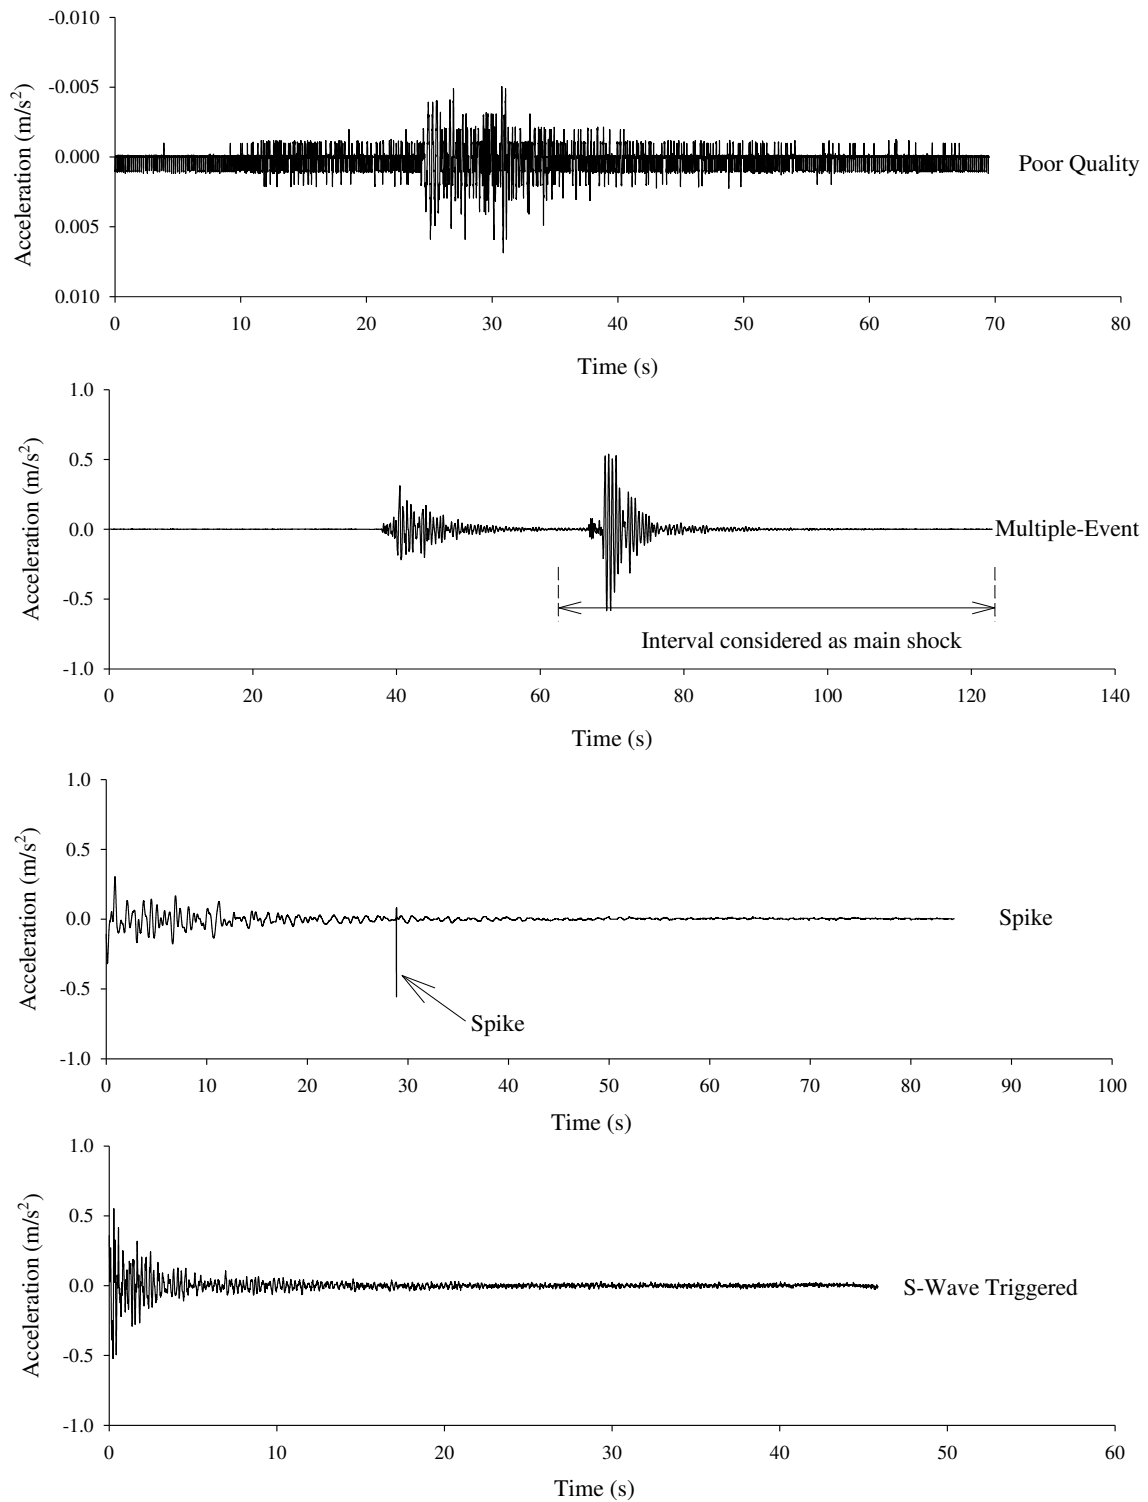 -0.010
-0.005
0.000
0.005
0.010
Acceleration (m/s²)
Poor Quality
0 10 20 30 40 50 60 70 80
Time (s)
1.0
0.5
0.0
-0.5
-1.0
Acceleration (m/s²)
Multiple-Event
Interval considered as main shock
0 20 40 60 80 100 120 140
Time (s)
1.0
0.5
0.0
-0.5
-1.0
Acceleration (m/s²)
Spike
Spike
0 10 20 30 40 50 60 70 80 90 100
Time (s)
1.0
0.5
0.0
-0.5
-1.0
Acceleration (m/s²)
S-Wave Triggered
0 10 20 30 40 50 60
Time (s)